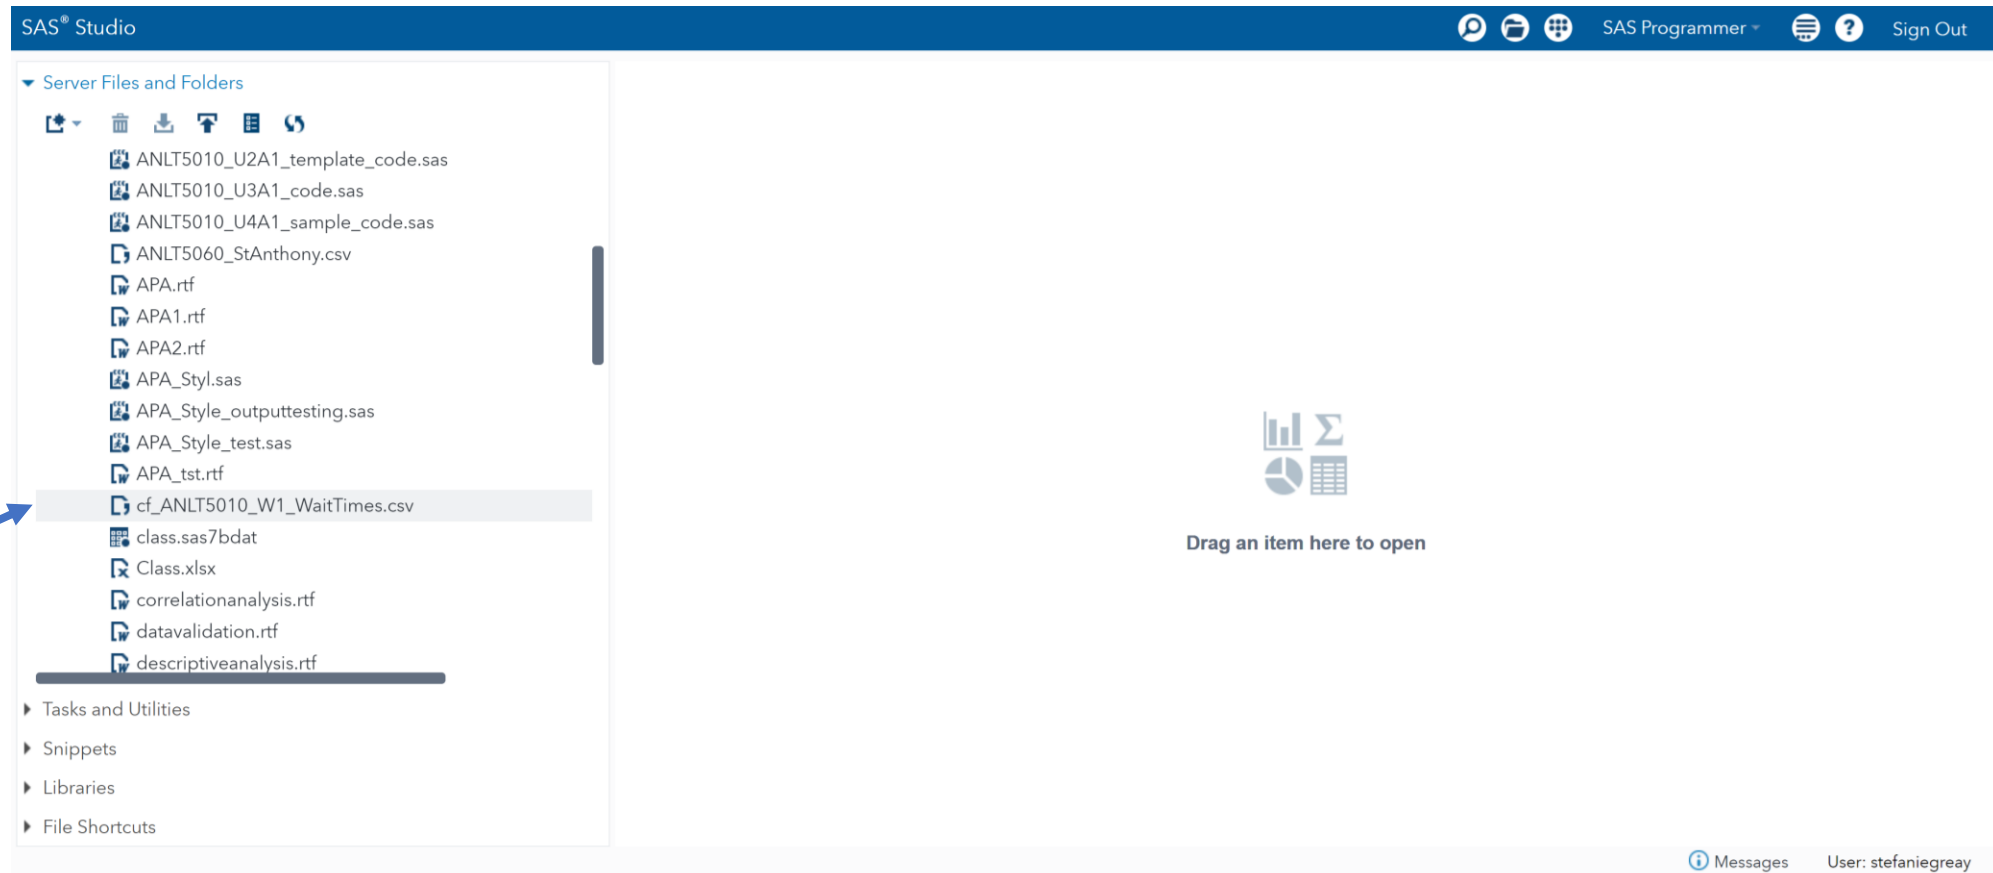 SAS® Studio
SAS Programmer
Sign Out
Server Files and Folders
ANLT5010_U2A1_template_code.sas
ANLT5010_U3A1_code.sas
ANLT5010_U4A1_sample_code.sas
ANLT5060_StAnthony.csv
APA.rtf
APA1.rtf
APA2.rtf
APA_Styl.sas
APA_Style_outputtesting.sas
APA_Style_test.sas
APA_tst.rtf
cf_ANLT5010_W1_WaitTimes.csv
class.sas7bdat
Class.xlsx
correlationanalysis.rtf
datavalidation.rtf
descriptiveanalysis.rtf
Tasks and Utilities
Snippets
Libraries
File Shortcuts
Drag an item here to open
Messages
User: stefaniegreay